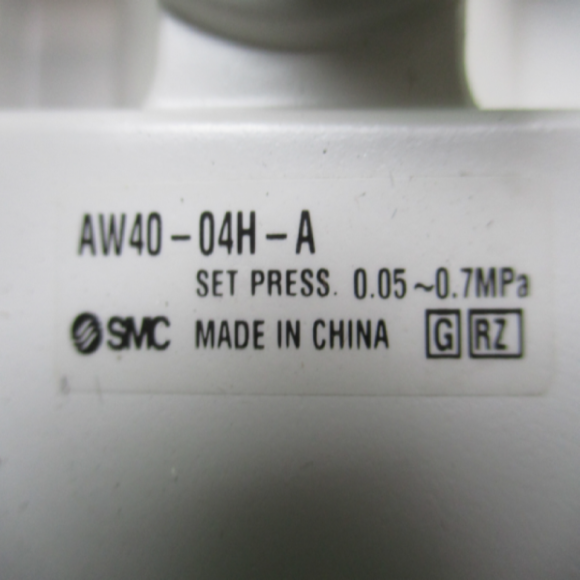 AW40-04H-A
SET PRESS. 0.05~0.7MPa
SMC MADE IN CHINA G RZ